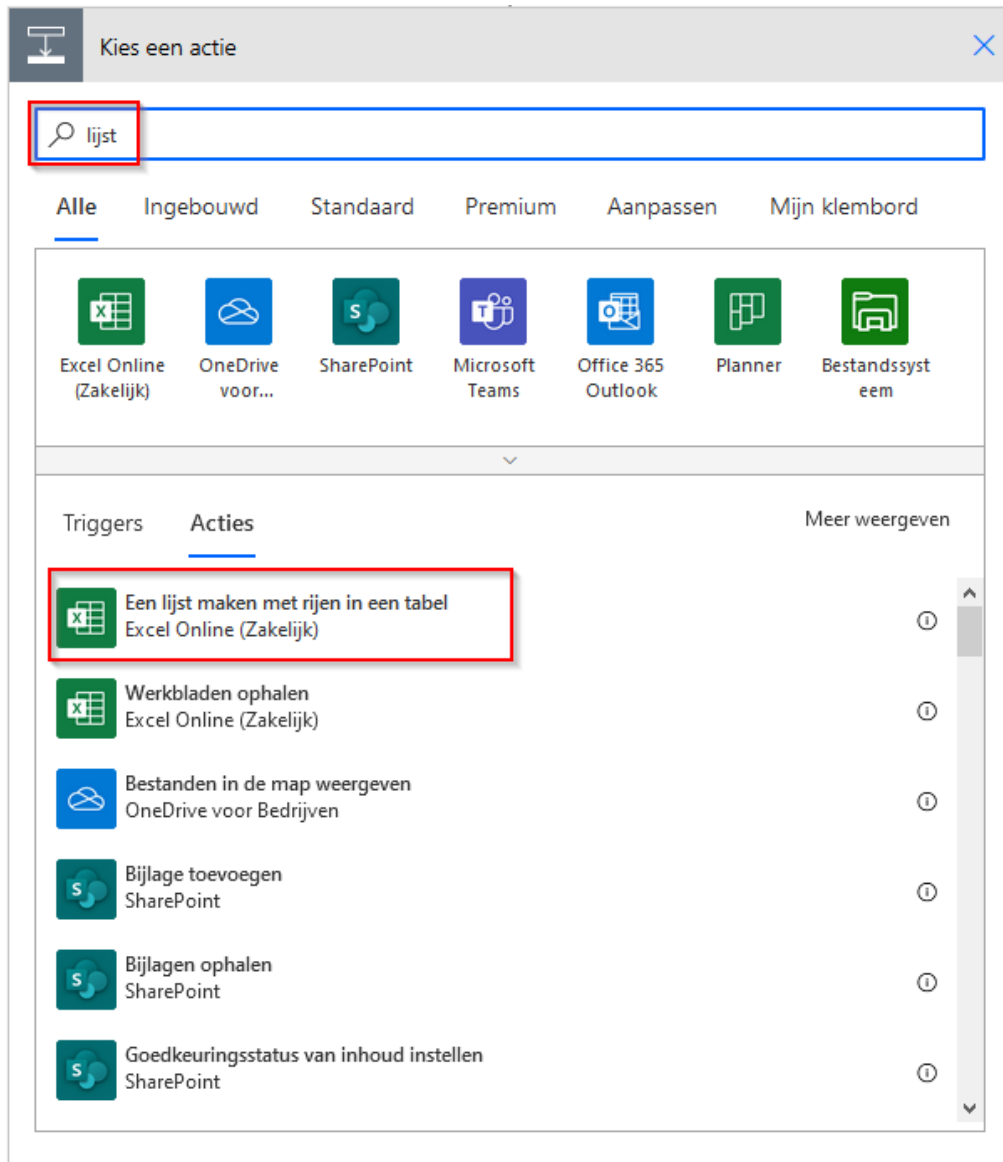 Kies een actie
lijst
Alle Ingebouwd Standaard Premium Aanpassen Mijn klembord
Excel Online (Zakelijk)
OneDrive voor...
SharePoint
Microsoft Teams
Office 365 Outlook
Planner
Bestandssyst eem
Triggers Acties Meer weergeven
Een lijst maken met rijen in een tabel
Excel Online (Zakelijk)
Werkbladen ophalen
Excel Online (Zakelijk)
Bestanden in de map weergeven
OneDrive voor Bedrijven
Bijlage toevoegen
SharePoint
Bijlagen ophalen
SharePoint
Goedkeuringsstatus van inhoud instellen
SharePoint